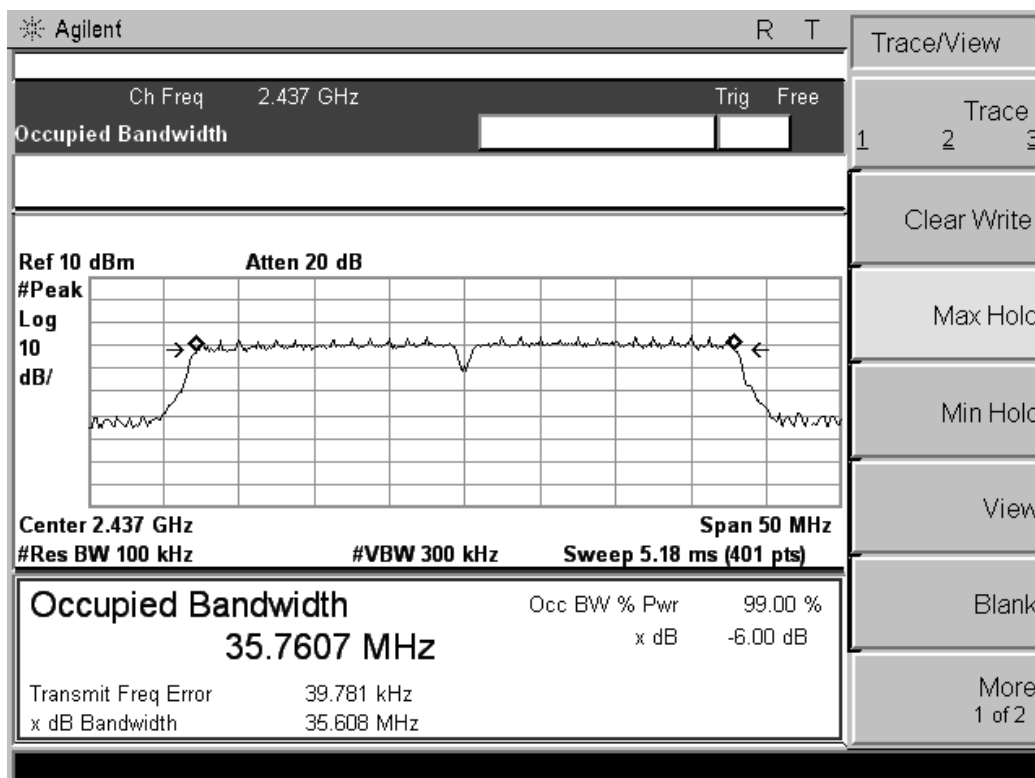 Agilent R T
Trace/View
Ch Freq 2.437 GHz Trig Free
Occupied Bandwidth
Trace
1 2 3
Clear Write
Ref 10 dBm Atten 20 dB
#Peak
Log
10
dB/
Max Hold
Min Hold
View
Center 2.437 GHz Span 50 MHz
#Res BW 100 kHz #VBW 300 kHz Sweep 5.18 ms (401 pts)
Occupied Bandwidth Occ BW % Pwr 99.00 %
35.7607 MHz x dB -6.00 dB
Blank
Transmit Freq Error 39.781 kHz
x dB Bandwidth 35.608 MHz
More
1 of 2